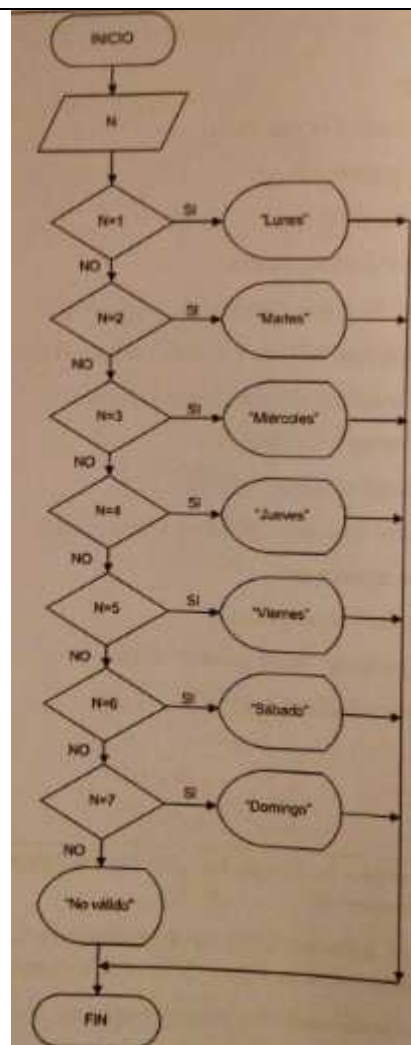 INICIO
N
N=1
SI
"Lunes"
NO
N=2
SI
"Martes"
NO
N=3
SI
"Miércoles"
NO
N=4
SI
"Jueves"
NO
N=5
SI
"Viernes"
NO
N=6
SI
"Sábado"
NO
N=7
SI
"Domingo"
NO
"No válido"
FIN